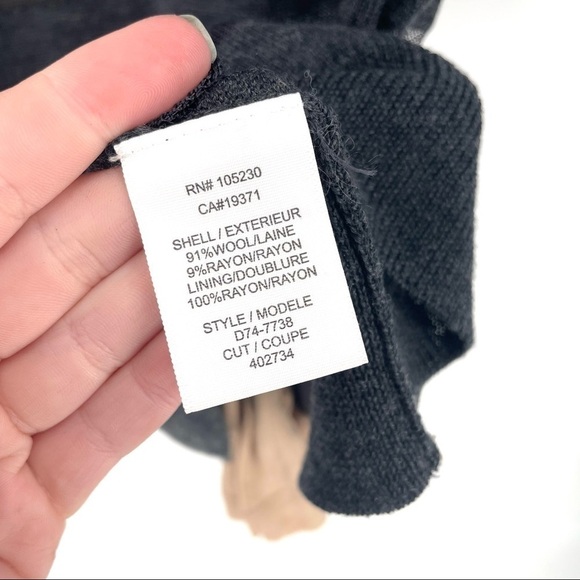 RN# 105230
CA#19371
SHELL / EXTERIEUR
91%WOOL/LAINE
9%RAYON/RAYON
LINING/DOUBLURE
100%RAYON/RAYON
STYLE / MODELE
D74-7738
CUT / COUPE
402734